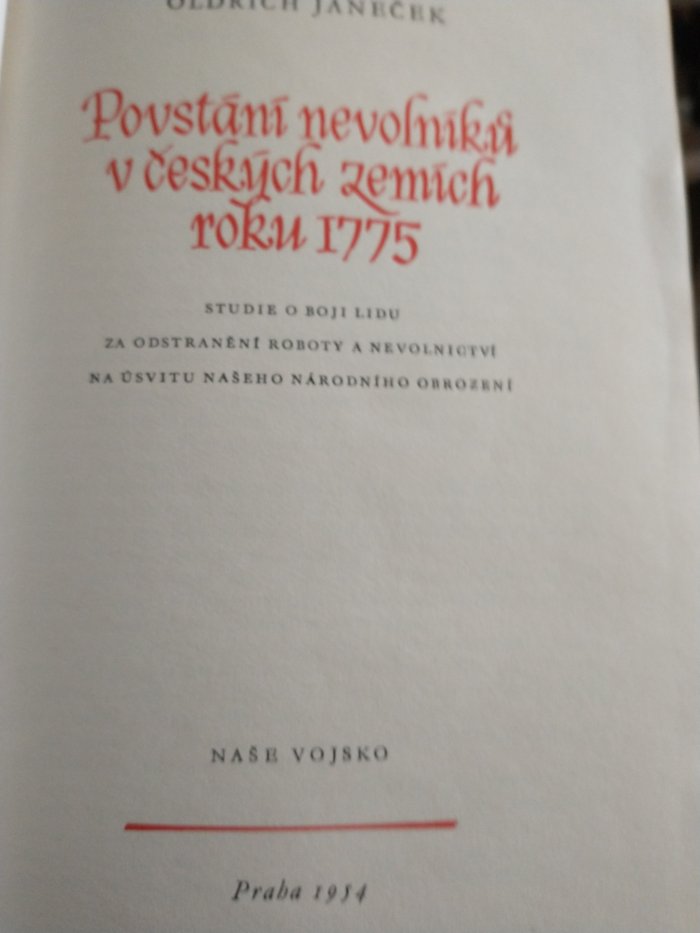 OLDŘICH JANEČEK
Povstání nevolníků
v českých zemích
roku 1775
STUDIE O BOJI LIDU
ZA ODSTRANĚNÍ ROBOTY A NEVOLNICTVÍ
NA ÚSVITU NAŠEHO NÁRODNÍHO OBROZENÍ
NAŠE VOJSKO
Praha 1954